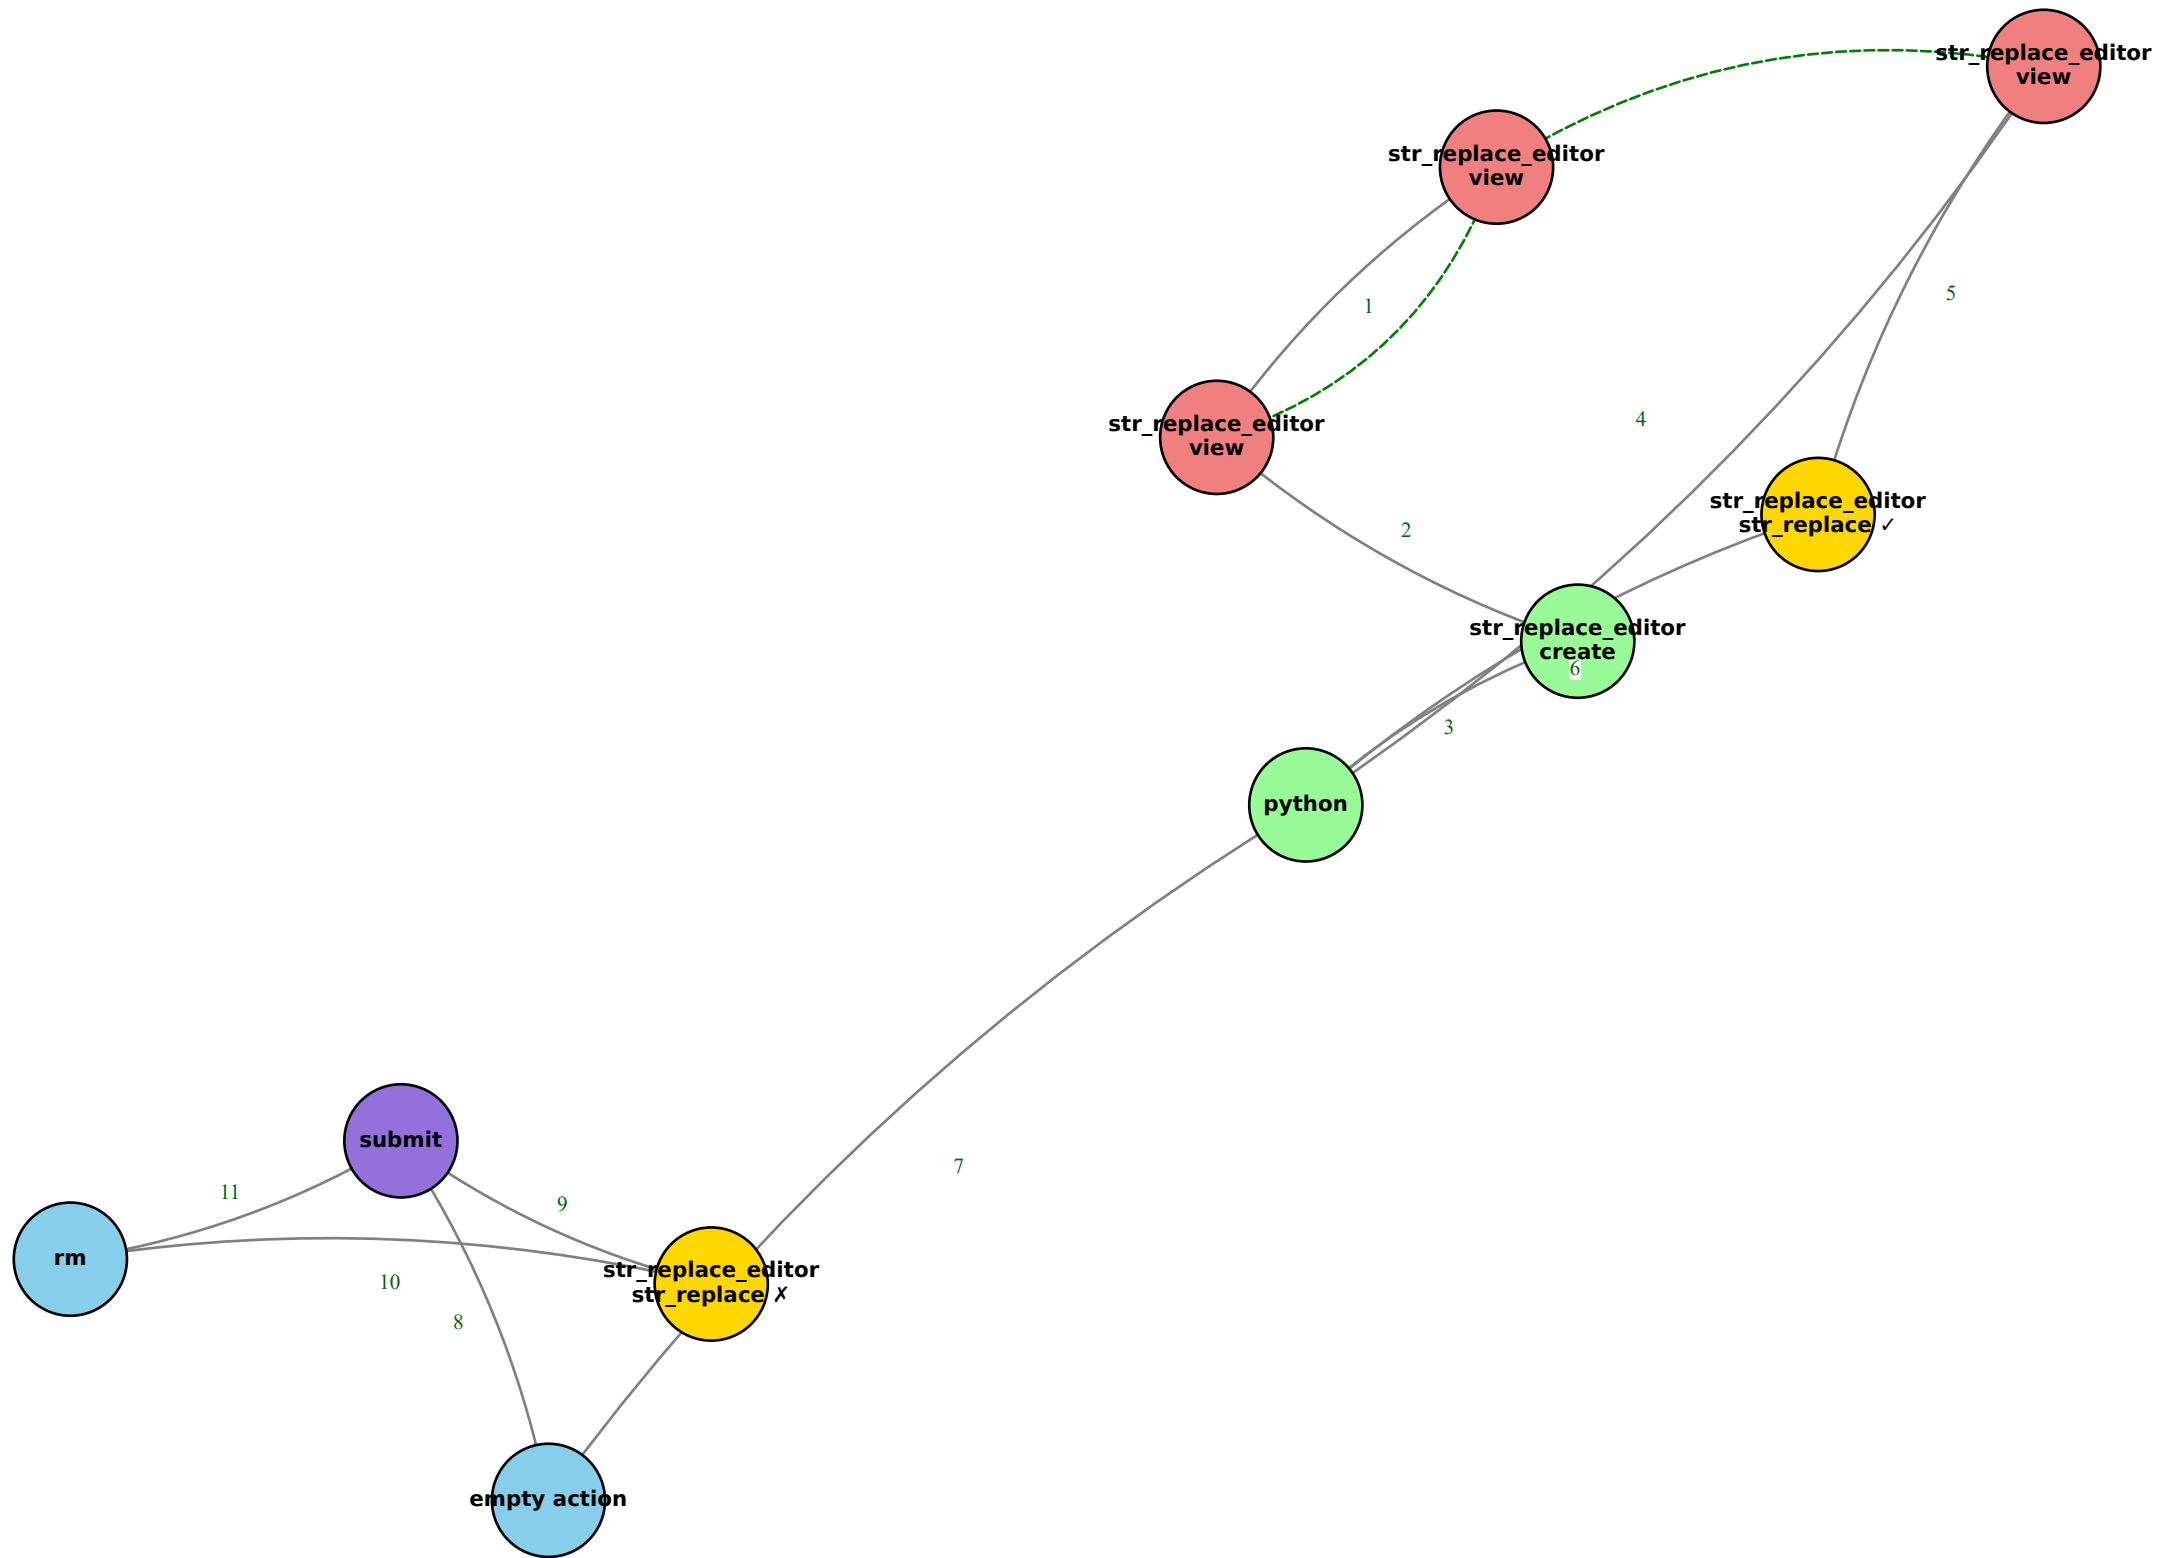 str_replace_editor
view
str_replace_editor
view
1
5
4
str_replace_editor
view
str_replace_editor
str_replace ✓
2
str_replace_editor
create
6
3
python
7
submit
11
9
rm
10
8
str_replace_editor
str_replace ✗
empty action